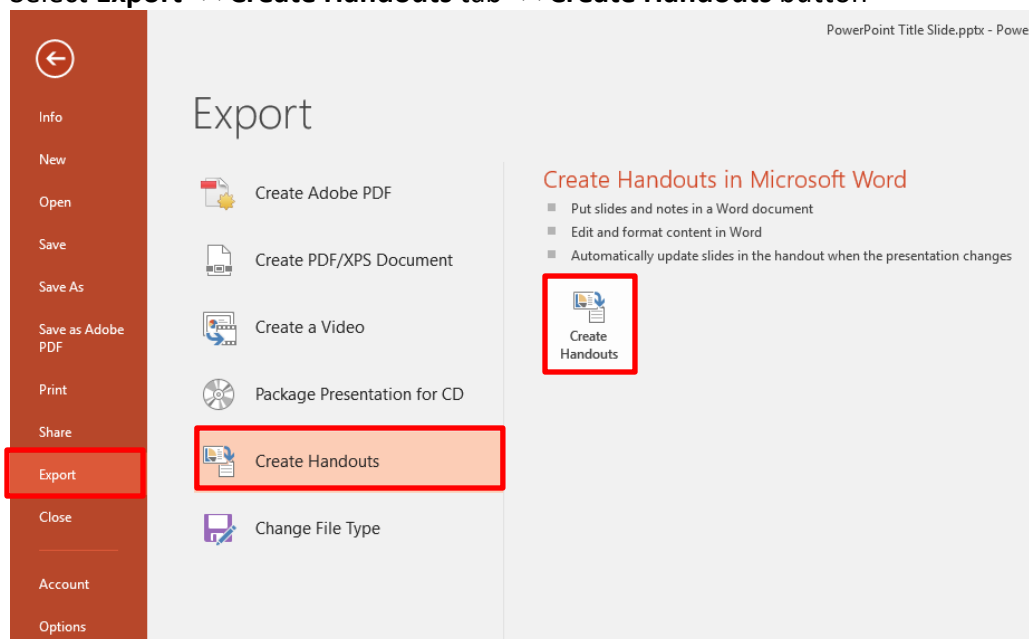 PowerPoint Title Slide.pptx - Powe
Info
New
Open
Save
Save As
Save as Adobe
PDF
Print
Share
Export
Close
Account
Options
Export
Create Adobe PDF
Create PDF/XPS Document
Create a Video
Package Presentation for CD
Create Handouts
Change File Type
Create Handouts in Microsoft Word
Put slides and notes in a Word document
Edit and format content in Word
Automatically update slides in the handout when the presentation changes
Create
Handouts